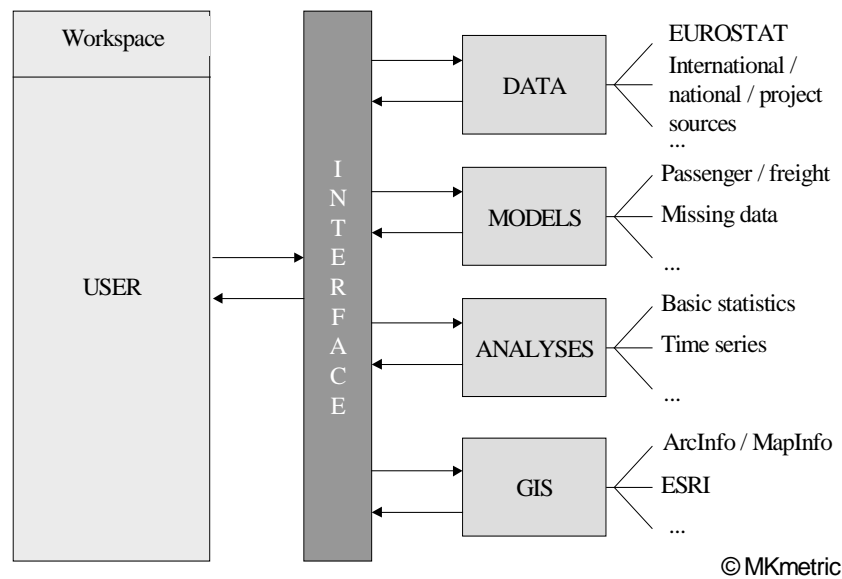 Workspace
USER
I
N
T
E
R
F
A
C
E
DATA
EUROSTAT
International /
national / project
sources
...
MODELS
Passenger / freight
Missing data
...
ANALYSES
Basic statistics
Time series
...
GIS
ArcInfo / MapInfo
ESRI
...
© MKmetric